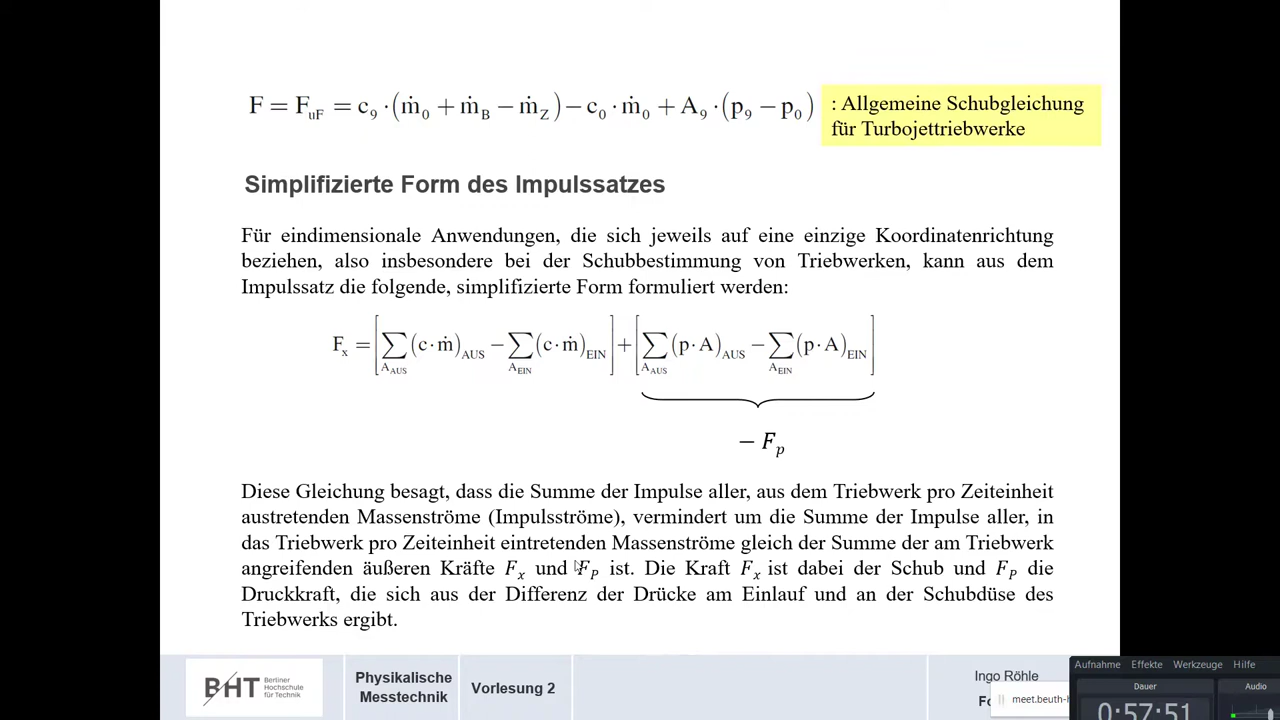 F = F_uF = c_9 · (ṁ_0 + ṁ_B − ṁ_Z) − c_0 · ṁ_0 + A_9 · (p_9 − p_0)
: Allgemeine Schubgleichung
für Turbojettriebwerke
Simplifizierte Form des Impulssatzes
Für eindimensionale Anwendungen, die sich jeweils auf eine einzige Koordinatenrichtung
beziehen, also insbesondere bei der Schubbestimmung von Triebwerken, kann aus dem
Impulssatz die folgende, simplifizierte Form formuliert werden:
F_x = [∑_{A_AUS} (c · ṁ)_AUS − ∑_{A_EIN} (c · ṁ)_EIN] + [∑_{A_AUS} (p · A)_AUS − ∑_{A_EIN} (p · A)_EIN]
− F_p
Diese Gleichung besagt, dass die Summe der Impulse aller, aus dem Triebwerk pro Zeiteinheit
austretenden Massenströme (Impulsströme), vermindert um die Summe der Impulse aller, in
das Triebwerk pro Zeiteinheit eintretenden Massenströme gleich der Summe der am Triebwerk
angreifenden äußeren Kräfte F_x und F_P ist. Die Kraft F_x ist dabei der Schub und F_P die
Druckkraft, die sich aus der Differenz der Drücke am Einlauf und an der Schubdüse des
Triebwerks ergibt.
BHT Berliner
Hochschule
für Technik
Physikalische
Messtechnik
Vorlesung 2
Ingo Röhle
Fo
meet.beuth-h
Aufnahme Effekte Werkzeuge Hilfe
Dauer Audio
0:57:51